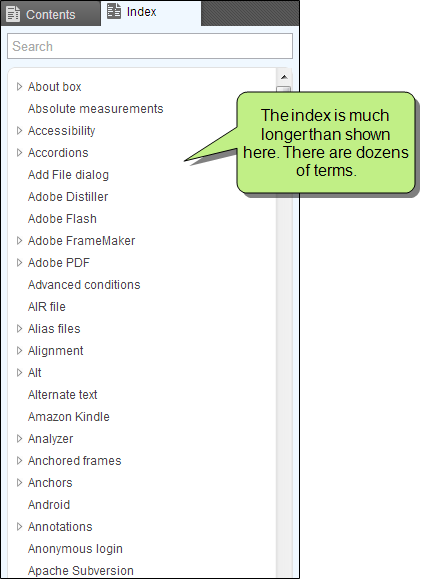 Contents
Index
Search
About box
Absolute measurements
Accessibility
Accordions
Add File dialog
Adobe Distiller
Adobe Flash
Adobe FrameMaker
Adobe PDF
Advanced conditions
AIR file
Alias files
Alignment
Alt
Alternate text
Amazon Kindle
Analyzer
Anchored frames
Anchors
Android
Annotations
Anonymous login
Apache Subversion
The index is much
longer than shown
here. There are dozens
of terms.